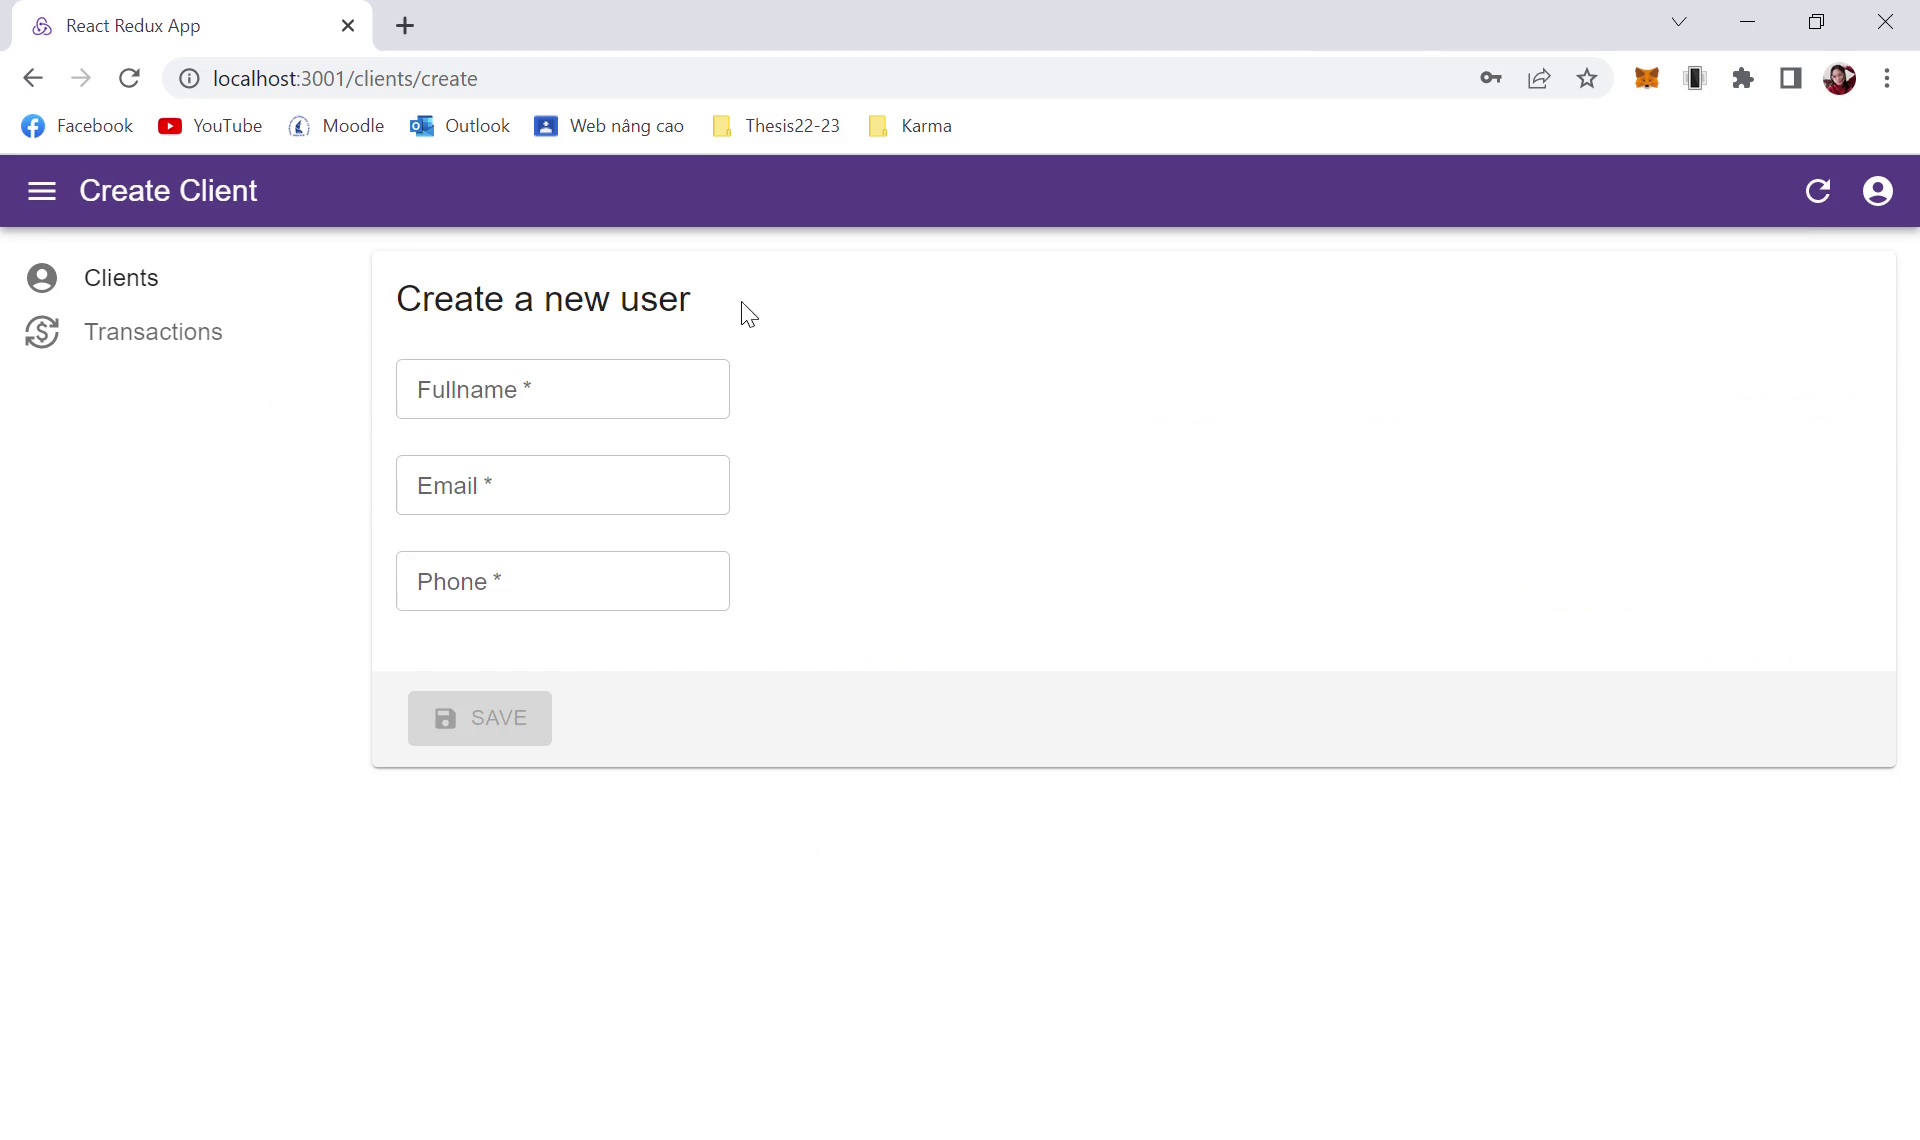 React Redux App
localhost:3001/clients/create
Facebook YouTube Moodle Outlook Web nâng cao Thesis22-23 Karma
Create Client
Clients
Transactions
Create a new user
Fullname *
Email *
Phone *
SAVE